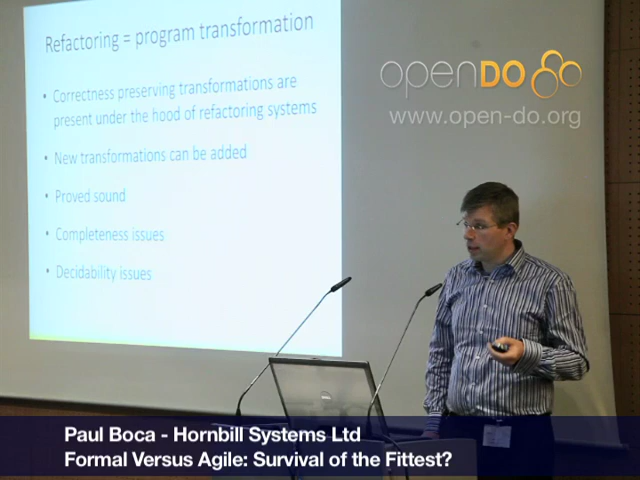 Refactoring = program transformation
• Correctness preserving transformations are
present under the hood of refactoring systems
• New transformations can be added
• Proved sound
• Completeness issues
• Decidability issues
openDO
www.open-do.org
Paul Boca - Hornbill Systems Ltd
Formal Versus Agile: Survival of the Fittest?